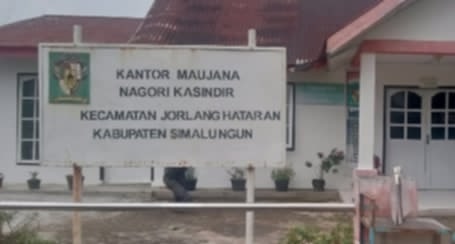 KANTOR MAUJANA
NAGORI KASINDIR
KECAMATAN JORLANG HATARAN
KABUPATEN SIMALUNGUN